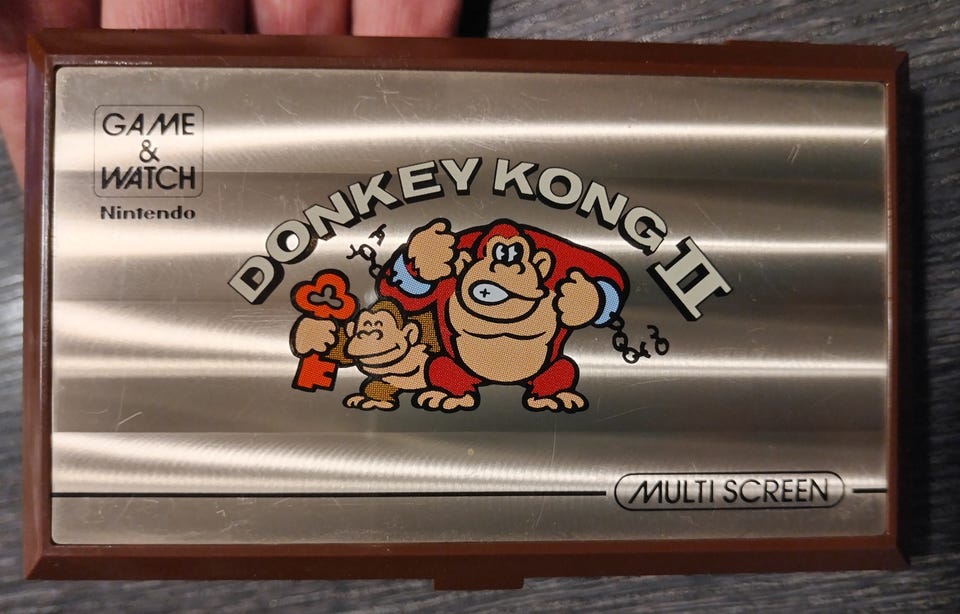 GAME
&
WATCH
Nintendo
DONKEY KONG II
MULTI SCREEN